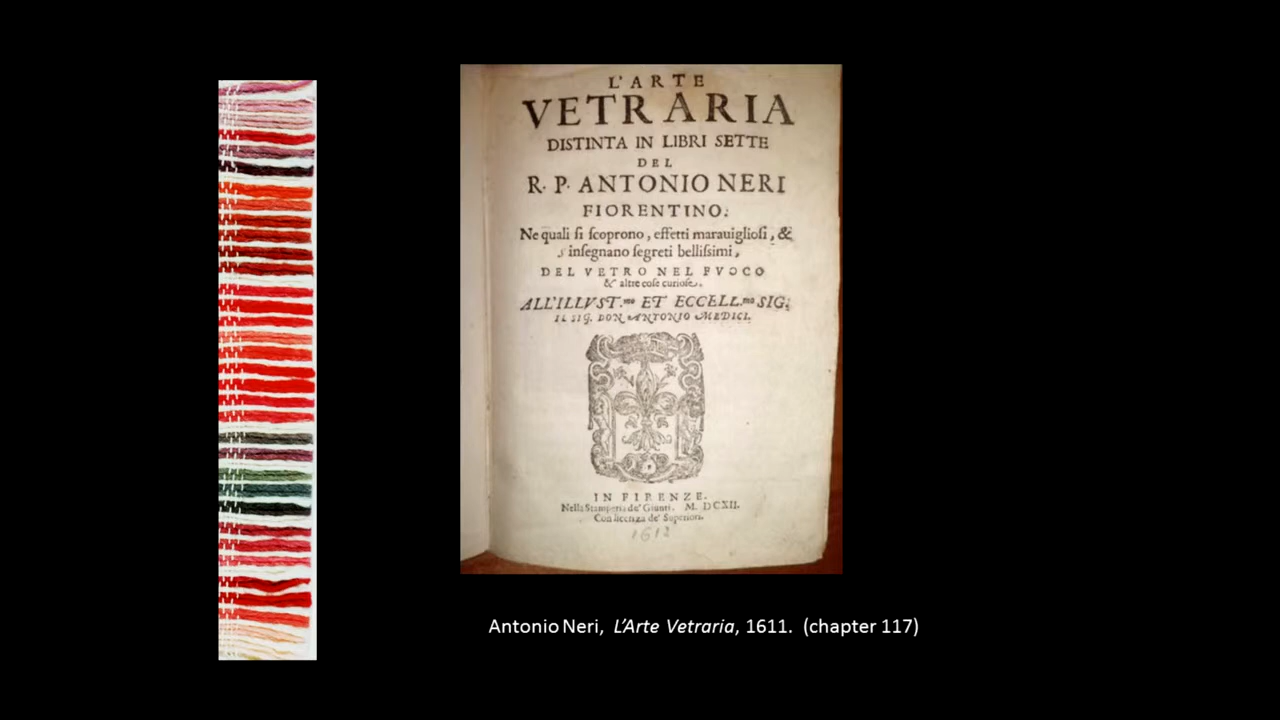 L'ARTE
VETRARIA
DISTINTA IN LIBRI SETTE
DEL
R. P. ANTONIO NERI
FIORENTINO.
Ne quali si scoprono, effetti marauigliosi, &
s'insegnano segreti bellissimi,
DEL VETRO NEL FVOCO
& altre cose curiose.
ALL'ILLVST.mo ET ECCELL.mo SIG.
IL SIG. DON ANTONIO MEDICI.
IN FIRENZE.
Nella Stamperia de' Giunti. M. DCXII.
Con licenza de' Superiori.
1612
Antonio Neri, L'Arte Vetraria, 1611. (chapter 117)